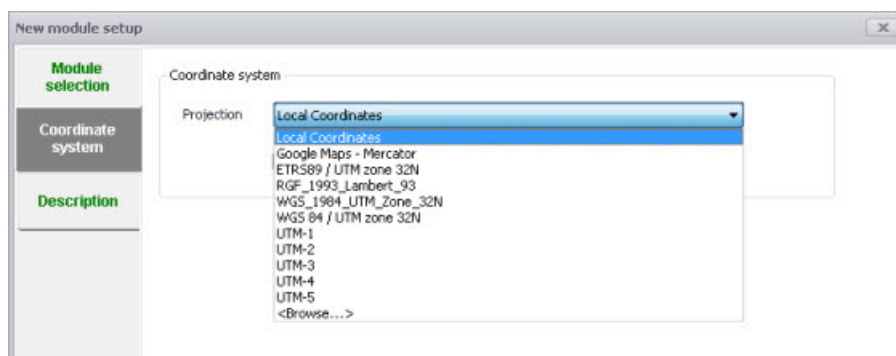 New module setup
Module
selection
Coordinate
system
Description
Coordinate system
Projection
Local Coordinates
Local Coordinates
Google Maps - Mercator
ETRS89 / UTM zone 32N
RGF_1993_Lambert_93
WGS_1984_UTM_Zone_32N
WGS 84 / UTM zone 32N
UTM-1
UTM-2
UTM-3
UTM-4
UTM-5
<Browse...>